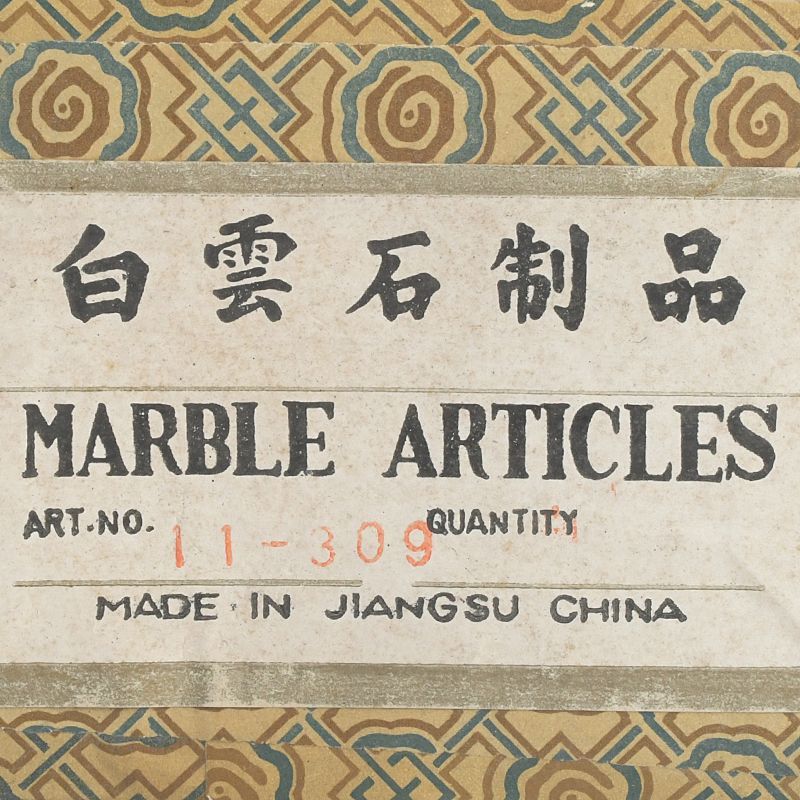 白雲石制品
MARBLE ARTICLES
ART.NO. 11-309 QUANTITY
MADE IN JIANGSU CHINA